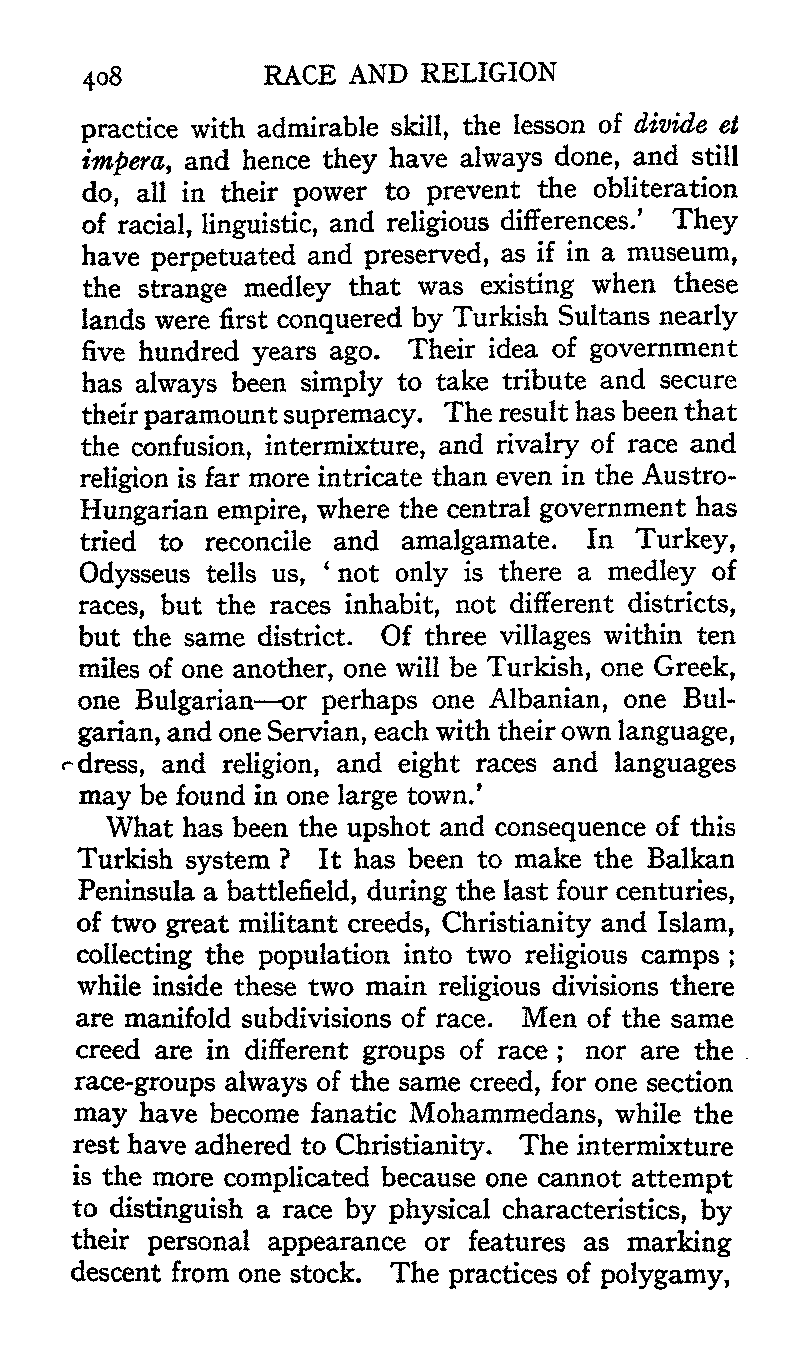 408 RACE AND RELIGION
practice with admirable skill, the lesson of divide et
impera, and hence they have always done, and still
do, all in their power to prevent the obliteration
of racial, linguistic, and religious differences.' They
have perpetuated and preserved, as if in a museum,
the strange medley that was existing when these
lands were first conquered by Turkish Sultans nearly
five hundred years ago. Their idea of government
has always been simply to take tribute and secure
their paramount supremacy. The result has been that
the confusion, intermixture, and rivalry of race and
religion is far more intricate than even in the Austro-
Hungarian empire, where the central government has
tried to reconcile and amalgamate. In Turkey,
Odysseus tells us, ‘ not only is there a medley of
races, but the races inhabit, not different districts,
but the same district. Of three villages within ten
miles of one another, one will be Turkish, one Greek,
one Bulgarian—or perhaps one Albanian, one Bul-
garian, and one Servian, each with their own language,
dress, and religion, and eight races and languages
may be found in one large town.'
What has been the upshot and consequence of this
Turkish system ? It has been to make the Balkan
Peninsula a battlefield, during the last four centuries,
of two great militant creeds, Christianity and Islam,
collecting the population into two religious camps ;
while inside these two main religious divisions there
are manifold subdivisions of race. Men of the same
creed are in different groups of race ; nor are the
race-groups always of the same creed, for one section
may have become fanatic Mohammedans, while the
rest have adhered to Christianity. The intermixture
is the more complicated because one cannot attempt
to distinguish a race by physical characteristics, by
their personal appearance or features as marking
descent from one stock. The practices of polygamy,